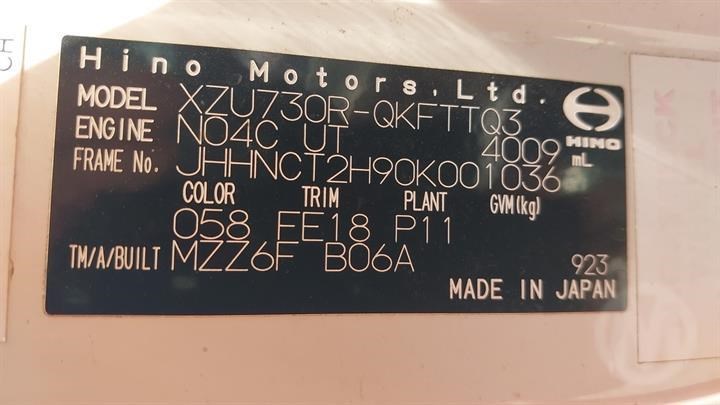 Hino Motors, Ltd.
MODEL XZU730R-QKFTTQ3
ENGINE N04C UT 4009 mL
HINO
FRAME No. JHHNCT2H90K001036
COLOR TRIM PLANT GVM(kg)
058 FE18 P11
TM/A/BUILT MZZ6F B06A 923
MADE IN JAPAN